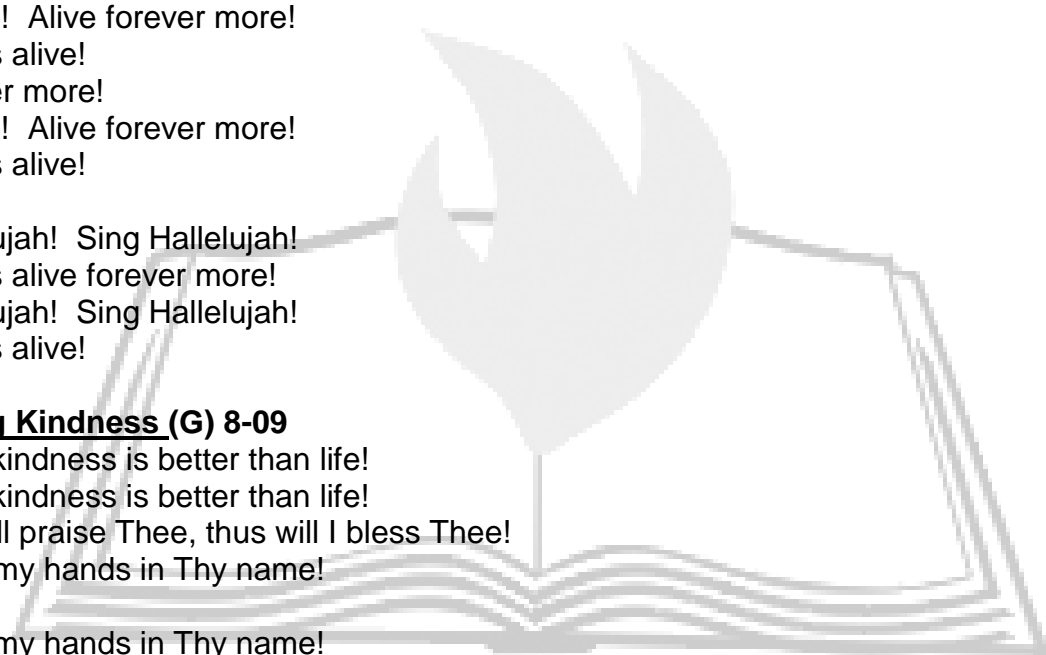 ! Alive forever more!
s alive!
er more!
! Alive forever more!
s alive!
ujah! Sing Hallelujah!
s alive forever more!
ujah! Sing Hallelujah!
s alive!
g Kindness (G) 8-09
kindness is better than life!
kindness is better than life!
ll praise Thee, thus will I bless Thee!
my hands in Thy name!
my hands in Thy name!